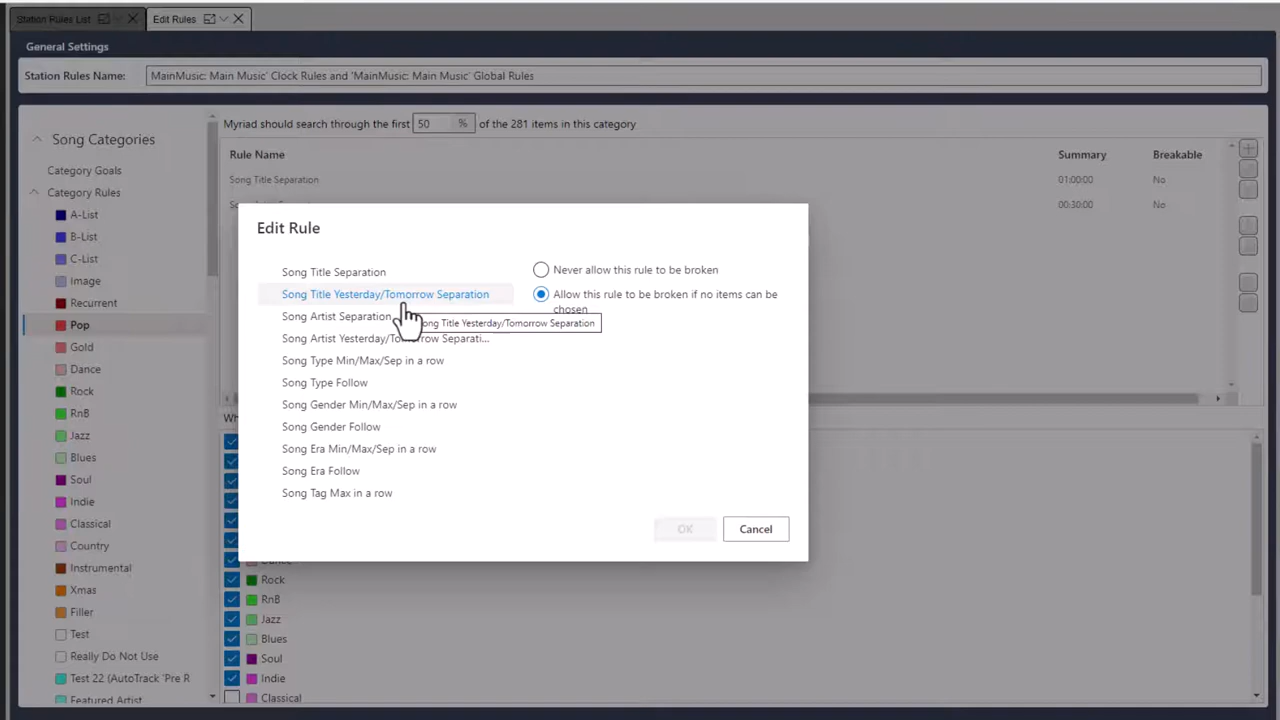 Station Rules List
Edit Rules
General Settings
Station Rules Name:
MainMusic: Main Music' Clock Rules and 'MainMusic: Main Music' Global Rules
Song Categories
Category Goals
Category Rules
A-List
B-List
C-List
Image
Recurrent
Pop
Gold
Dance
Rock
RnB
Jazz
Blues
Soul
Indie
Classical
Country
Instrumental
Xmas
Filler
Test
Really Do Not Use
Test 22 (AutoTrack 'Pre R
Featured Artist
Myriad should search through the first 50 % of the 281 items in this category
Rule Name Summary Breakable
Song Title Separation 01:00:00 No
00:30:00 No
Edit Rule
Song Title Separation
Song Title Yesterday/Tomorrow Separation
Song Artist Separation
Song Title Yesterday/Tomorrow Separation
Song Artist Yesterday/Tomorrow Separati...
Song Type Min/Max/Sep in a row
Song Type Follow
Song Gender Min/Max/Sep in a row
Song Gender Follow
Song Era Min/Max/Sep in a row
Song Era Follow
Song Tag Max in a row
Never allow this rule to be broken
Allow this rule to be broken if no items can be
chosen
OK
Cancel
Dance
Rock
RnB
Jazz
Blues
Soul
Indie
Classical